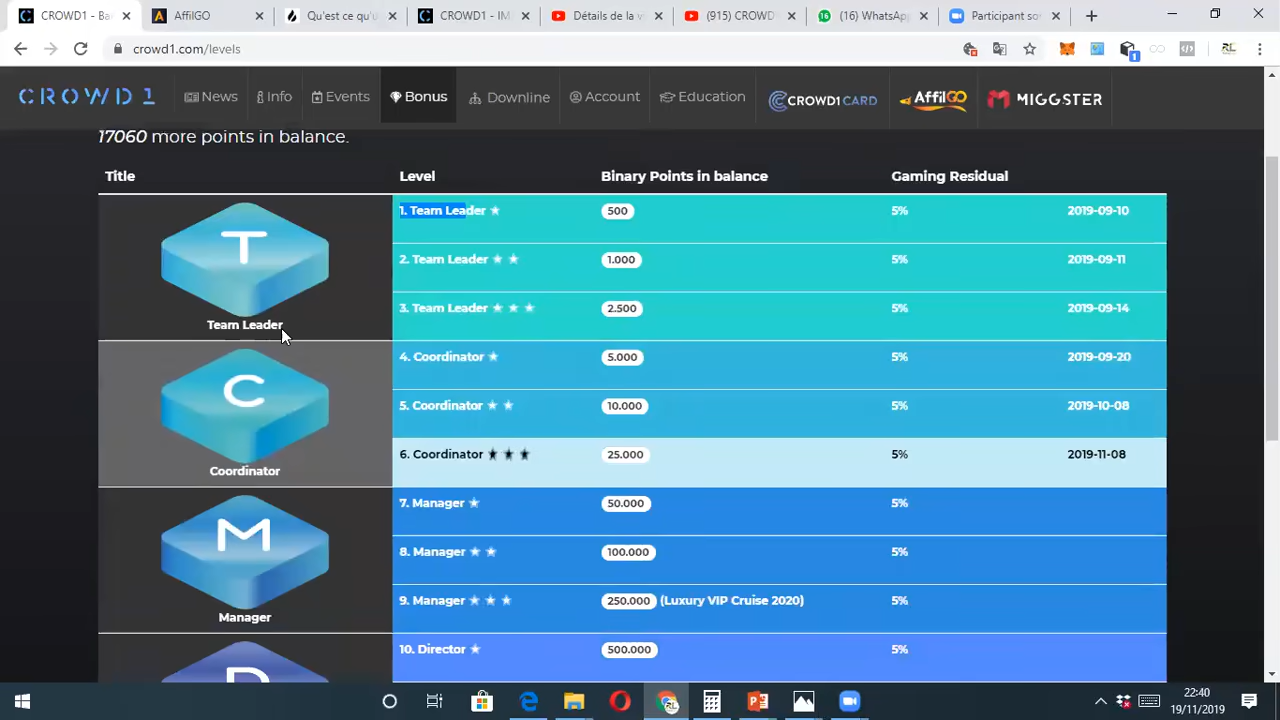 CROWD1 - Ba
AffilGO
Qu'est ce qu'u
CROWD1 - IM
Détails de la v
(915) CROWD
(16) WhatsApp
Participant so
crowd1.com/levels
CROWD1 News Info Events Bonus Downline Account Education CROWD1CARD AffilGO MIGGSTER
17060 more points in balance.
Title Level Binary Points in balance Gaming Residual
1. Team Leader ★ 500 5% 2019-09-10
2. Team Leader ★ ★ 1.000 5% 2019-09-11
3. Team Leader ★ ★ ★ 2.500 5% 2019-09-14
T
Team Leader
4. Coordinator ★ 5.000 5% 2019-09-20
5. Coordinator ★ ★ 10.000 5% 2019-10-08
6. Coordinator ★ ★ ★ 25.000 5% 2019-11-08
C
Coordinator
7. Manager ★ 50.000 5%
8. Manager ★ ★ 100.000 5%
9. Manager ★ ★ ★ 250.000 (Luxury VIP Cruise 2020) 5%
M
Manager
10. Director ★ 500.000 5%
22:40
19/11/2019